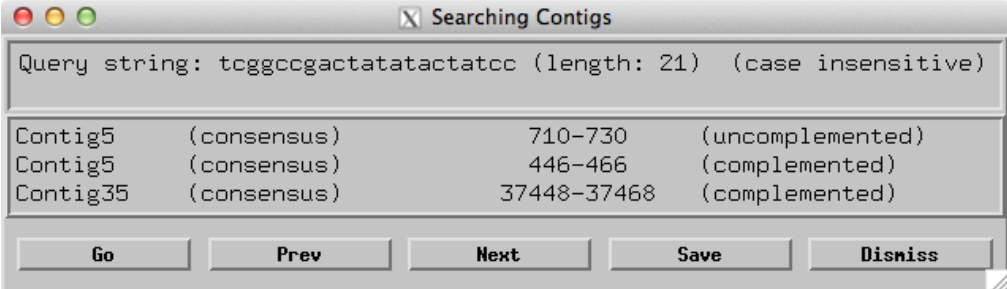 Searching Contigs
Query string: tcggccgactatatactatcc (length: 21) (case insensitive)
Contig5 (consensus) 710-730 (uncomplemented)
Contig5 (consensus) 446-466 (complemented)
Contig35 (consensus) 37448-37468 (complemented)
Go Prev Next Save Dismiss